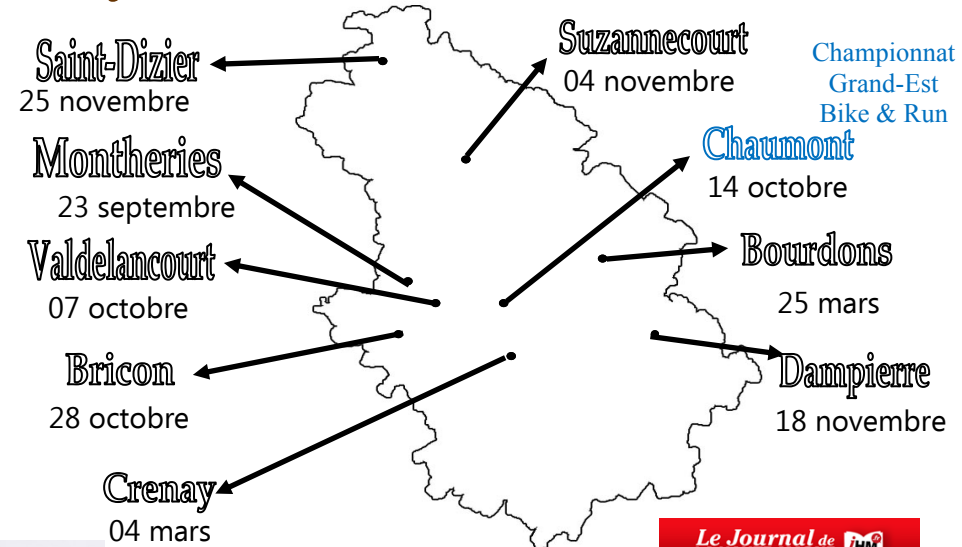 Saint-Dizier
25 novembre
Suzannecourt
04 novembre
Championnat
Grand-Est
Bike & Run
Chaumont
14 octobre
Montheries
23 septembre
Valdelancourt
07 octobre
Bourdons
25 mars
Bricon
28 octobre
Dampierre
18 novembre
Crenay
04 mars
Le Journal de